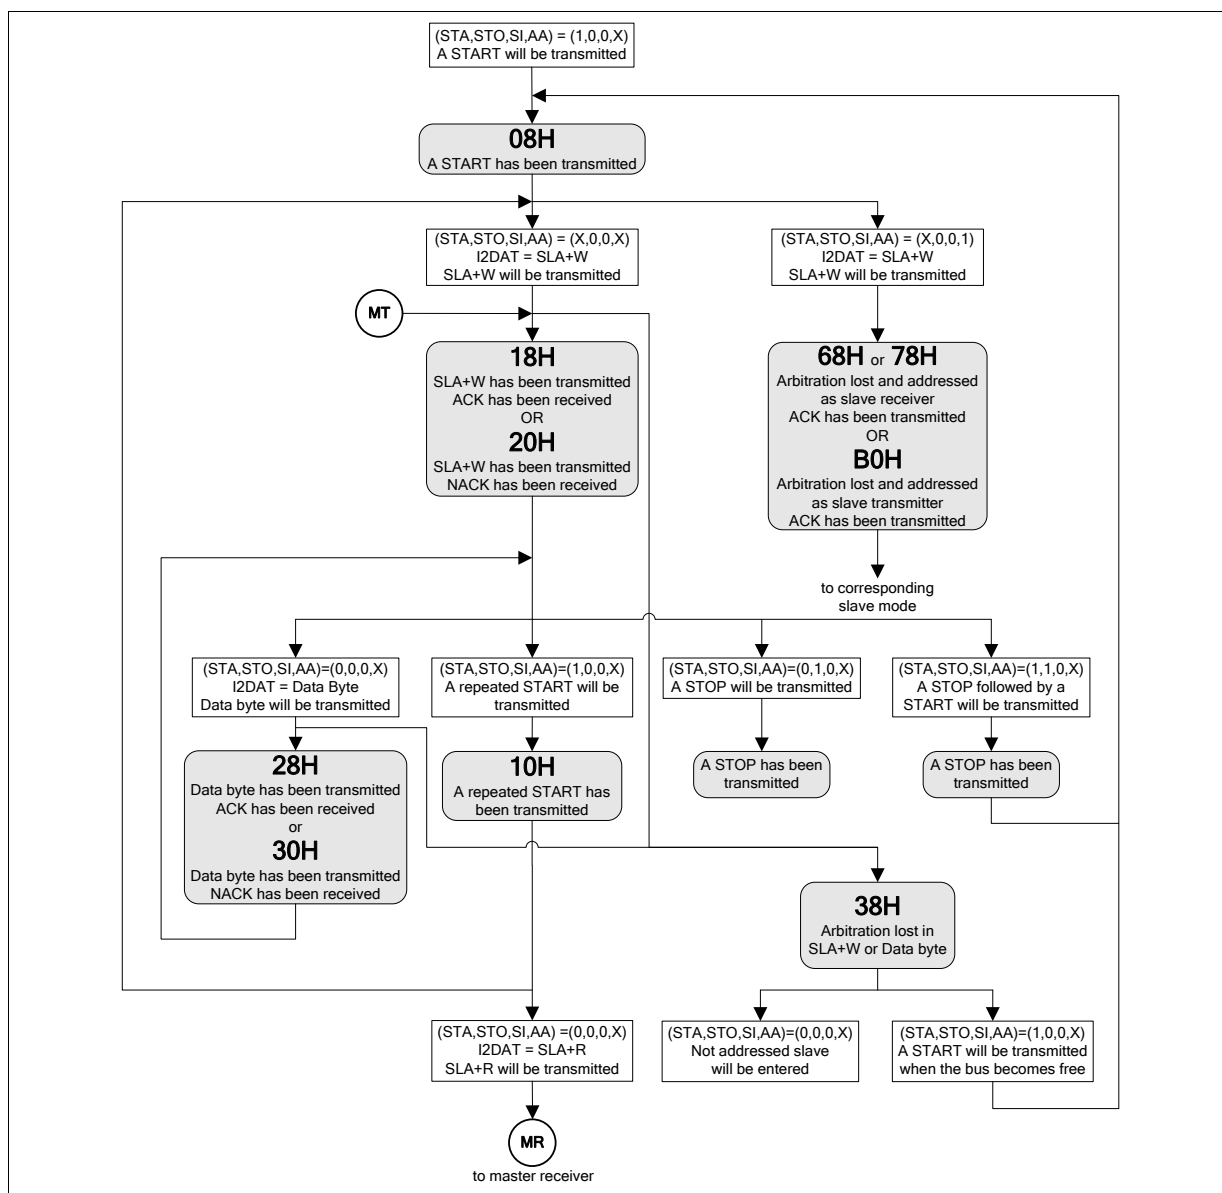 (STA,STO,SI,AA) = (1,0,0,X)
A START will be transmitted
08H
A START has been transmitted
(STA,STO,SI,AA) = (X,0,0,X)
I2DAT = SLA+W
SLA+W will be transmitted
(STA,STO,SI,AA) = (X,0,0,1)
I2DAT = SLA+W
SLA+W will be transmitted
MT
18H
SLA+W has been transmitted
ACK has been received
OR
20H
SLA+W has been transmitted
NACK has been received
68H or 78H
Arbitration lost and addressed
as slave receiver
ACK has been transmitted
OR
B0H
Arbitration lost and addressed
as slave transmitter
ACK has been transmitted
to corresponding
slave mode
(STA,STO,SI,AA)=(0,0,0,X)
I2DAT = Data Byte
Data byte will be transmitted
(STA,STO,SI,AA)=(1,0,0,X)
A repeated START will be
transmitted
(STA,STO,SI,AA)=(0,1,0,X)
A STOP will be transmitted
(STA,STO,SI,AA)=(1,1,0,X)
A STOP followed by a
START will be transmitted
28H
Data byte has been transmitted
ACK has been received
or
30H
Data byte has been transmitted
NACK has been received
10H
A repeated START has
been transmitted
A STOP has been
transmitted
A STOP has been
transmitted
38H
Arbitration lost in
SLA+W or Data byte
(STA,STO,SI,AA) =(0,0,0,X)
I2DAT = SLA+R
SLA+R will be transmitted
(STA,STO,SI,AA)=(0,0,0,X)
Not addressed slave
will be entered
(STA,STO,SI,AA)=(1,0,0,X)
A START will be transmitted
when the bus becomes free
MR
to master receiver